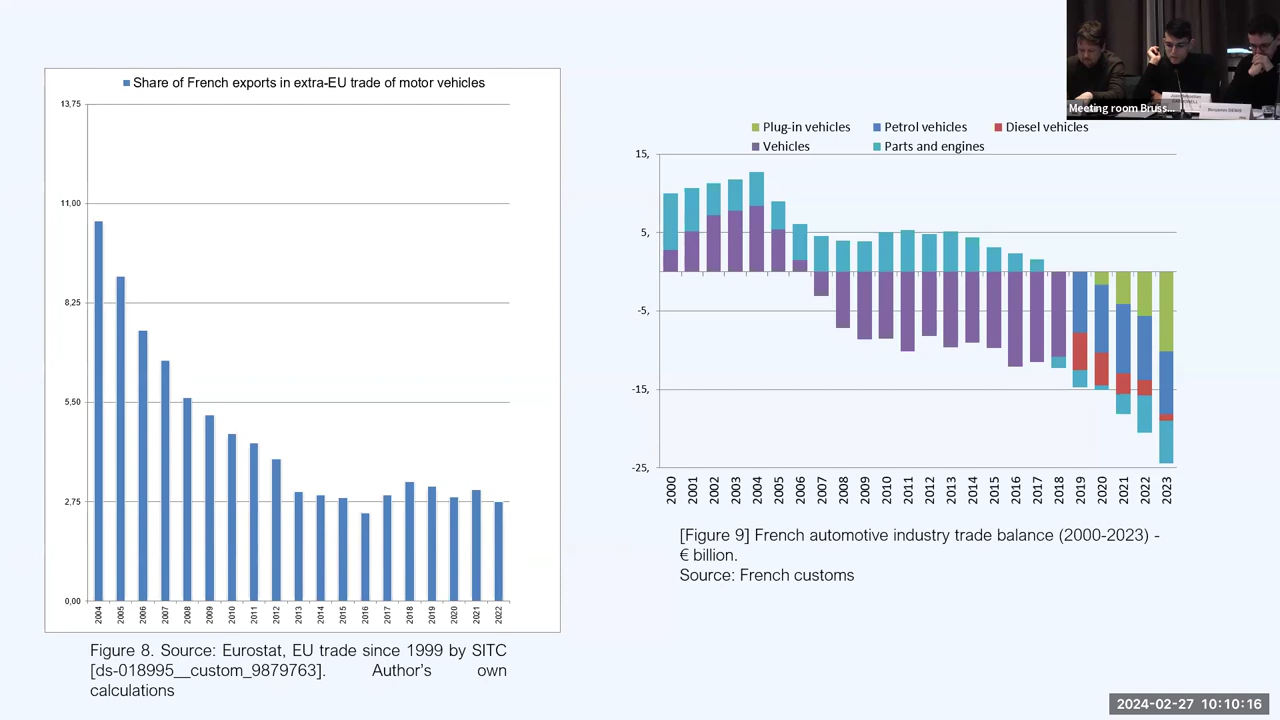 Share of French exports in extra-EU trade of motor vehicles
13,75
11,00
8,25
5,50
2,75
0,00
2004 2005 2006 2007 2008 2009 2010 2011 2012 2013 2014 2015 2016 2017 2018 2019 2020 2021 2022
Figure 8. Source: Eurostat, EU trade since 1999 by SITC
[ds-018995__custom_9879763]. Author's own
calculations
Plug-in vehicles Petrol vehicles Diesel vehicles
Vehicles Parts and engines
15,
5,
-5,
-15,
-25,
2000 2001 2002 2003 2004 2005 2006 2007 2008 2009 2010 2011 2012 2013 2014 2015 2016 2017 2018 2019 2020 2021 2022 2023
[Figure 9] French automotive industry trade balance (2000-2023) -
€ billion.
Source: French customs
Meeting room Bruss...
2024-02-27 10:10:16